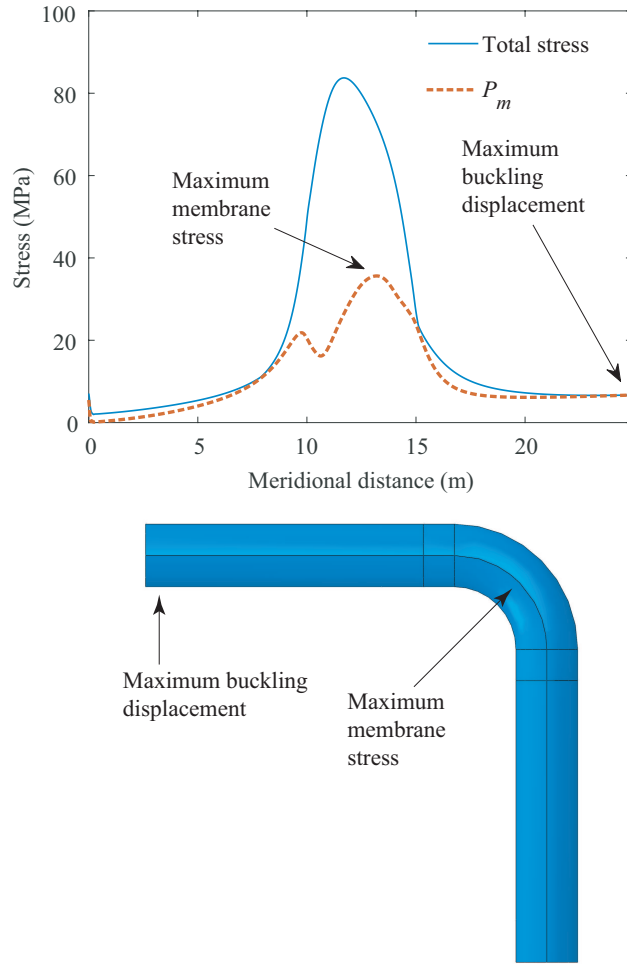 100
80
60
40
20
0
Stress (MPa)
Total stress
P_m
Maximum
membrane
stress
Maximum
buckling
displacement
0
5
10
15
20
Meridional distance (m)
Maximum buckling
displacement
Maximum
membrane
stress